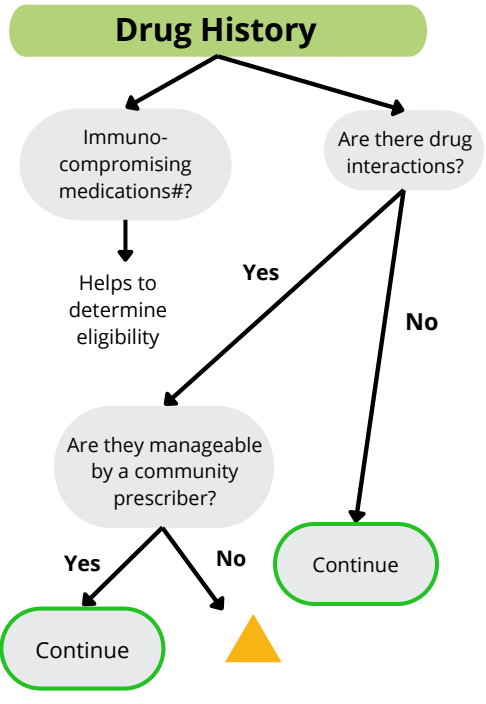 Drug History
Immuno-
compromising
medications#?
Are there drug
interactions?
Helps to
determine
eligibility
Yes
No
Are they manageable
by a community
prescriber?
Yes
No
Continue
Continue